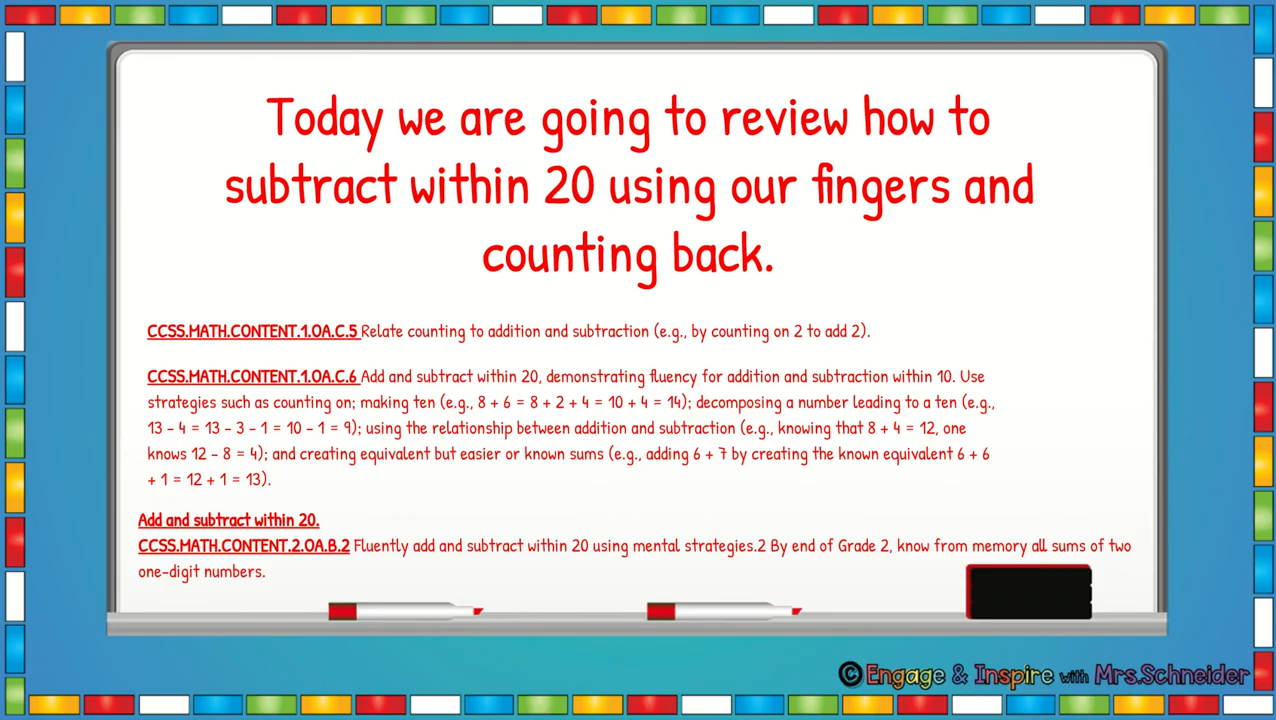 Today we are going to review how to
subtract within 20 using our fingers and
counting back.
CCSS.MATH.CONTENT.1.OA.C.5 Relate counting to addition and subtraction (e.g., by counting on 2 to add 2).
CCSS.MATH.CONTENT.1.OA.C.6 Add and subtract within 20, demonstrating fluency for addition and subtraction within 10. Use
strategies such as counting on; making ten (e.g., 8 + 6 = 8 + 2 + 4 = 10 + 4 = 14); decomposing a number leading to a ten (e.g.,
13 - 4 = 13 - 3 - 1 = 10 - 1 = 9); using the relationship between addition and subtraction (e.g., knowing that 8 + 4 = 12, one
knows 12 - 8 = 4); and creating equivalent but easier or known sums (e.g., adding 6 + 7 by creating the known equivalent 6 + 6
+ 1 = 12 + 1 = 13).
Add and subtract within 20.
CCSS.MATH.CONTENT.2.OA.B.2 Fluently add and subtract within 20 using mental strategies.2 By end of Grade 2, know from memory all sums of two
one-digit numbers.
© Engage & Inspire with Mrs.Schneider